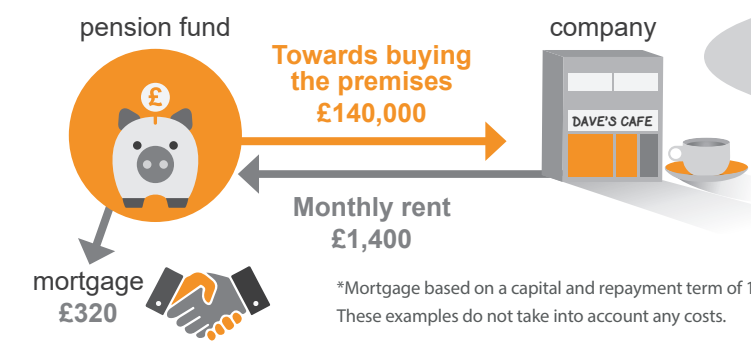 pension fund
company
Towards buying
the premises
£140,000
£
DAVE'S CAFE
Monthly rent
£1,400
mortgage
£320
*Mortgage based on a capital and repayment term of 1
These examples do not take into account any costs.